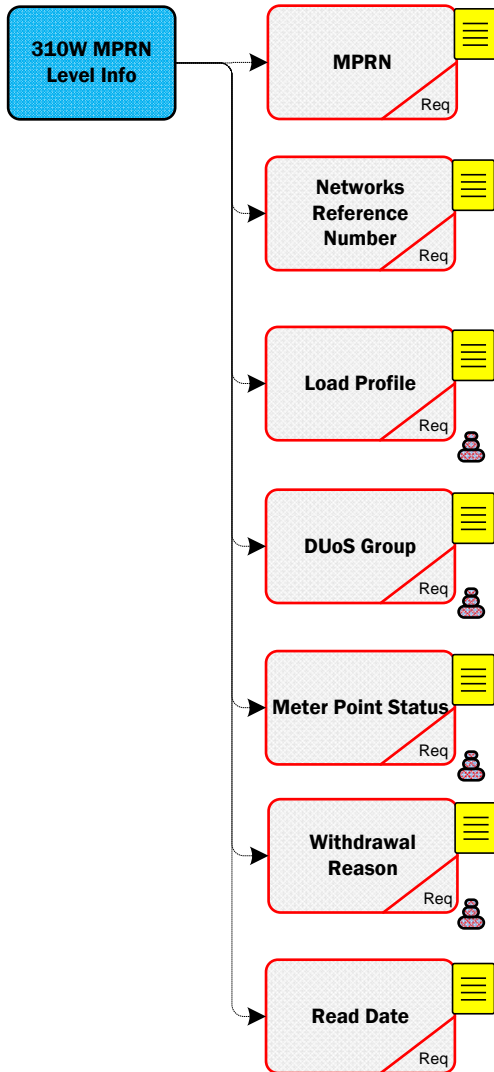 310W MPRN
Level Info
MPRN
Req
Networks
Reference
Number
Req
Load Profile
Req
DUoS Group
Req
Meter Point Status
Req
Withdrawal
Reason
Req
Read Date
Req